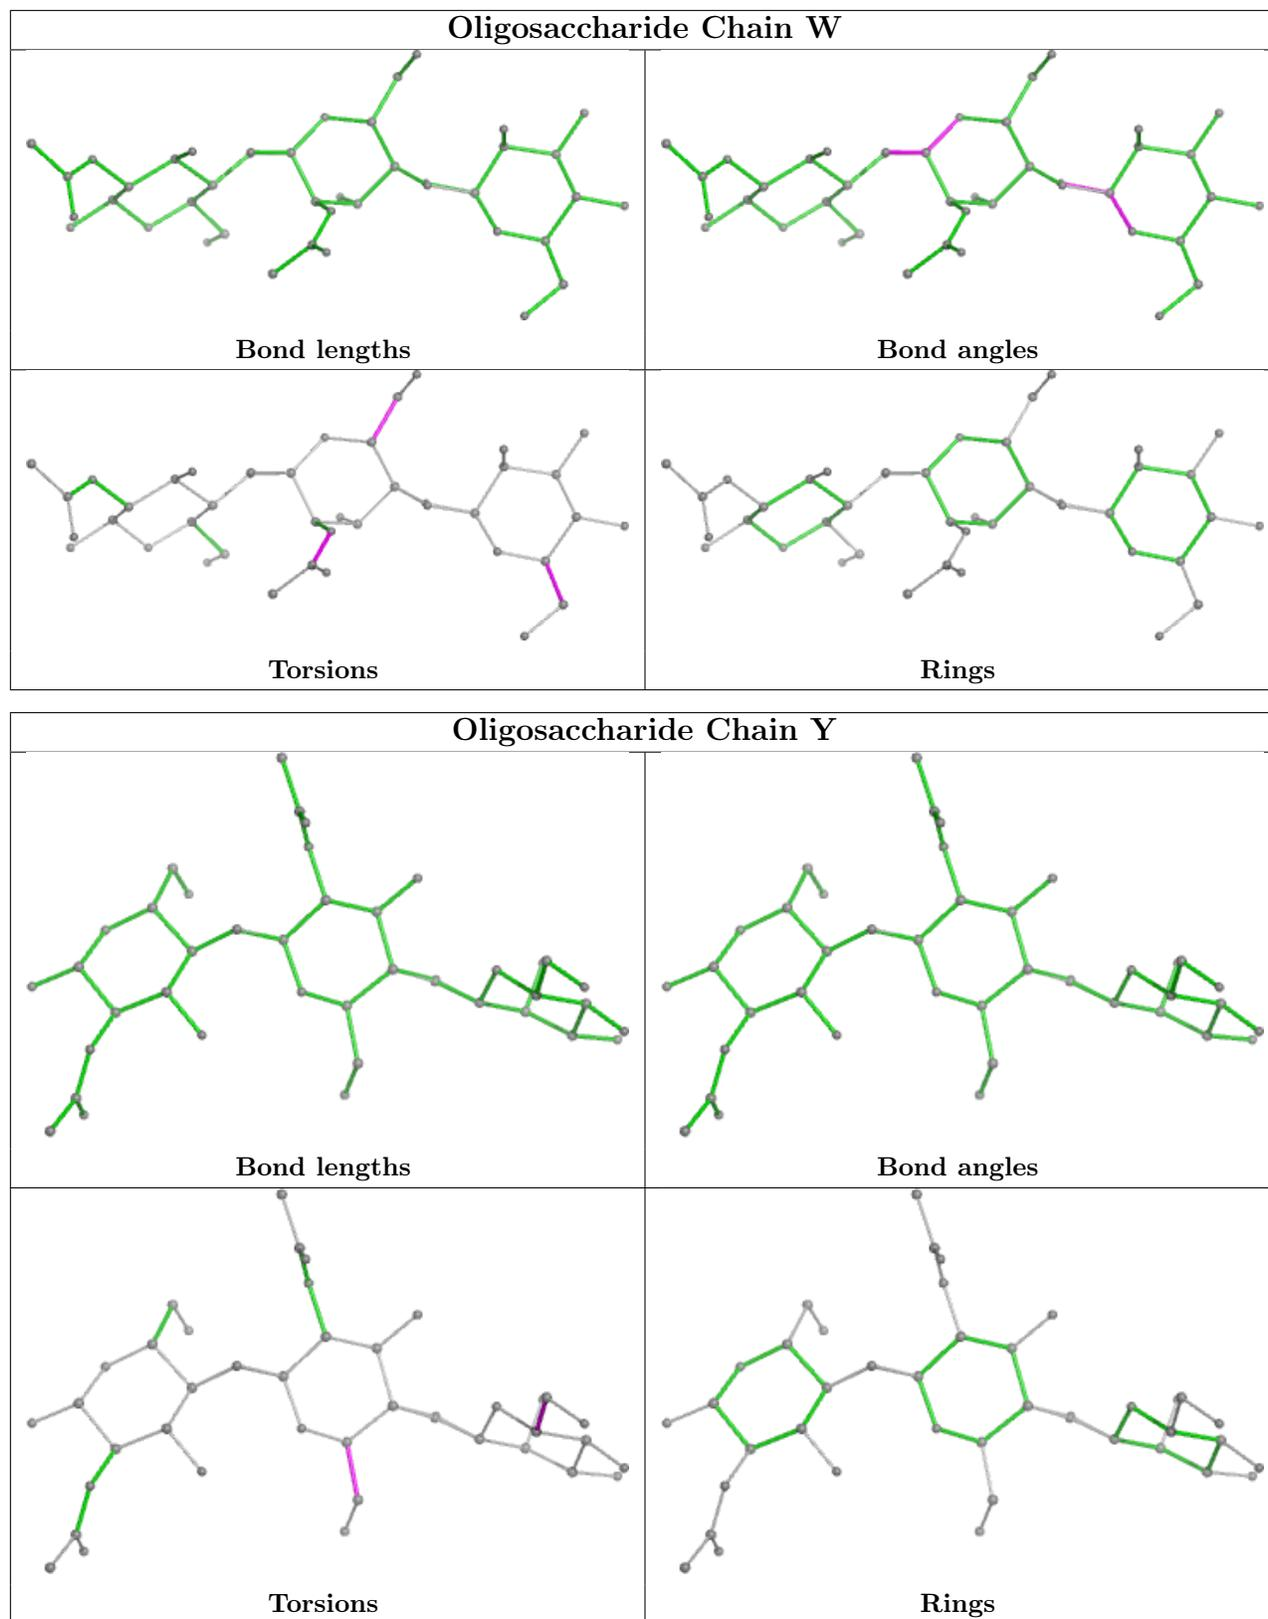 Oligosaccharide Chain W
Bond lengths
Bond angles
Torsions
Rings
Oligosaccharide Chain Y
Bond lengths
Bond angles
Torsions
Rings